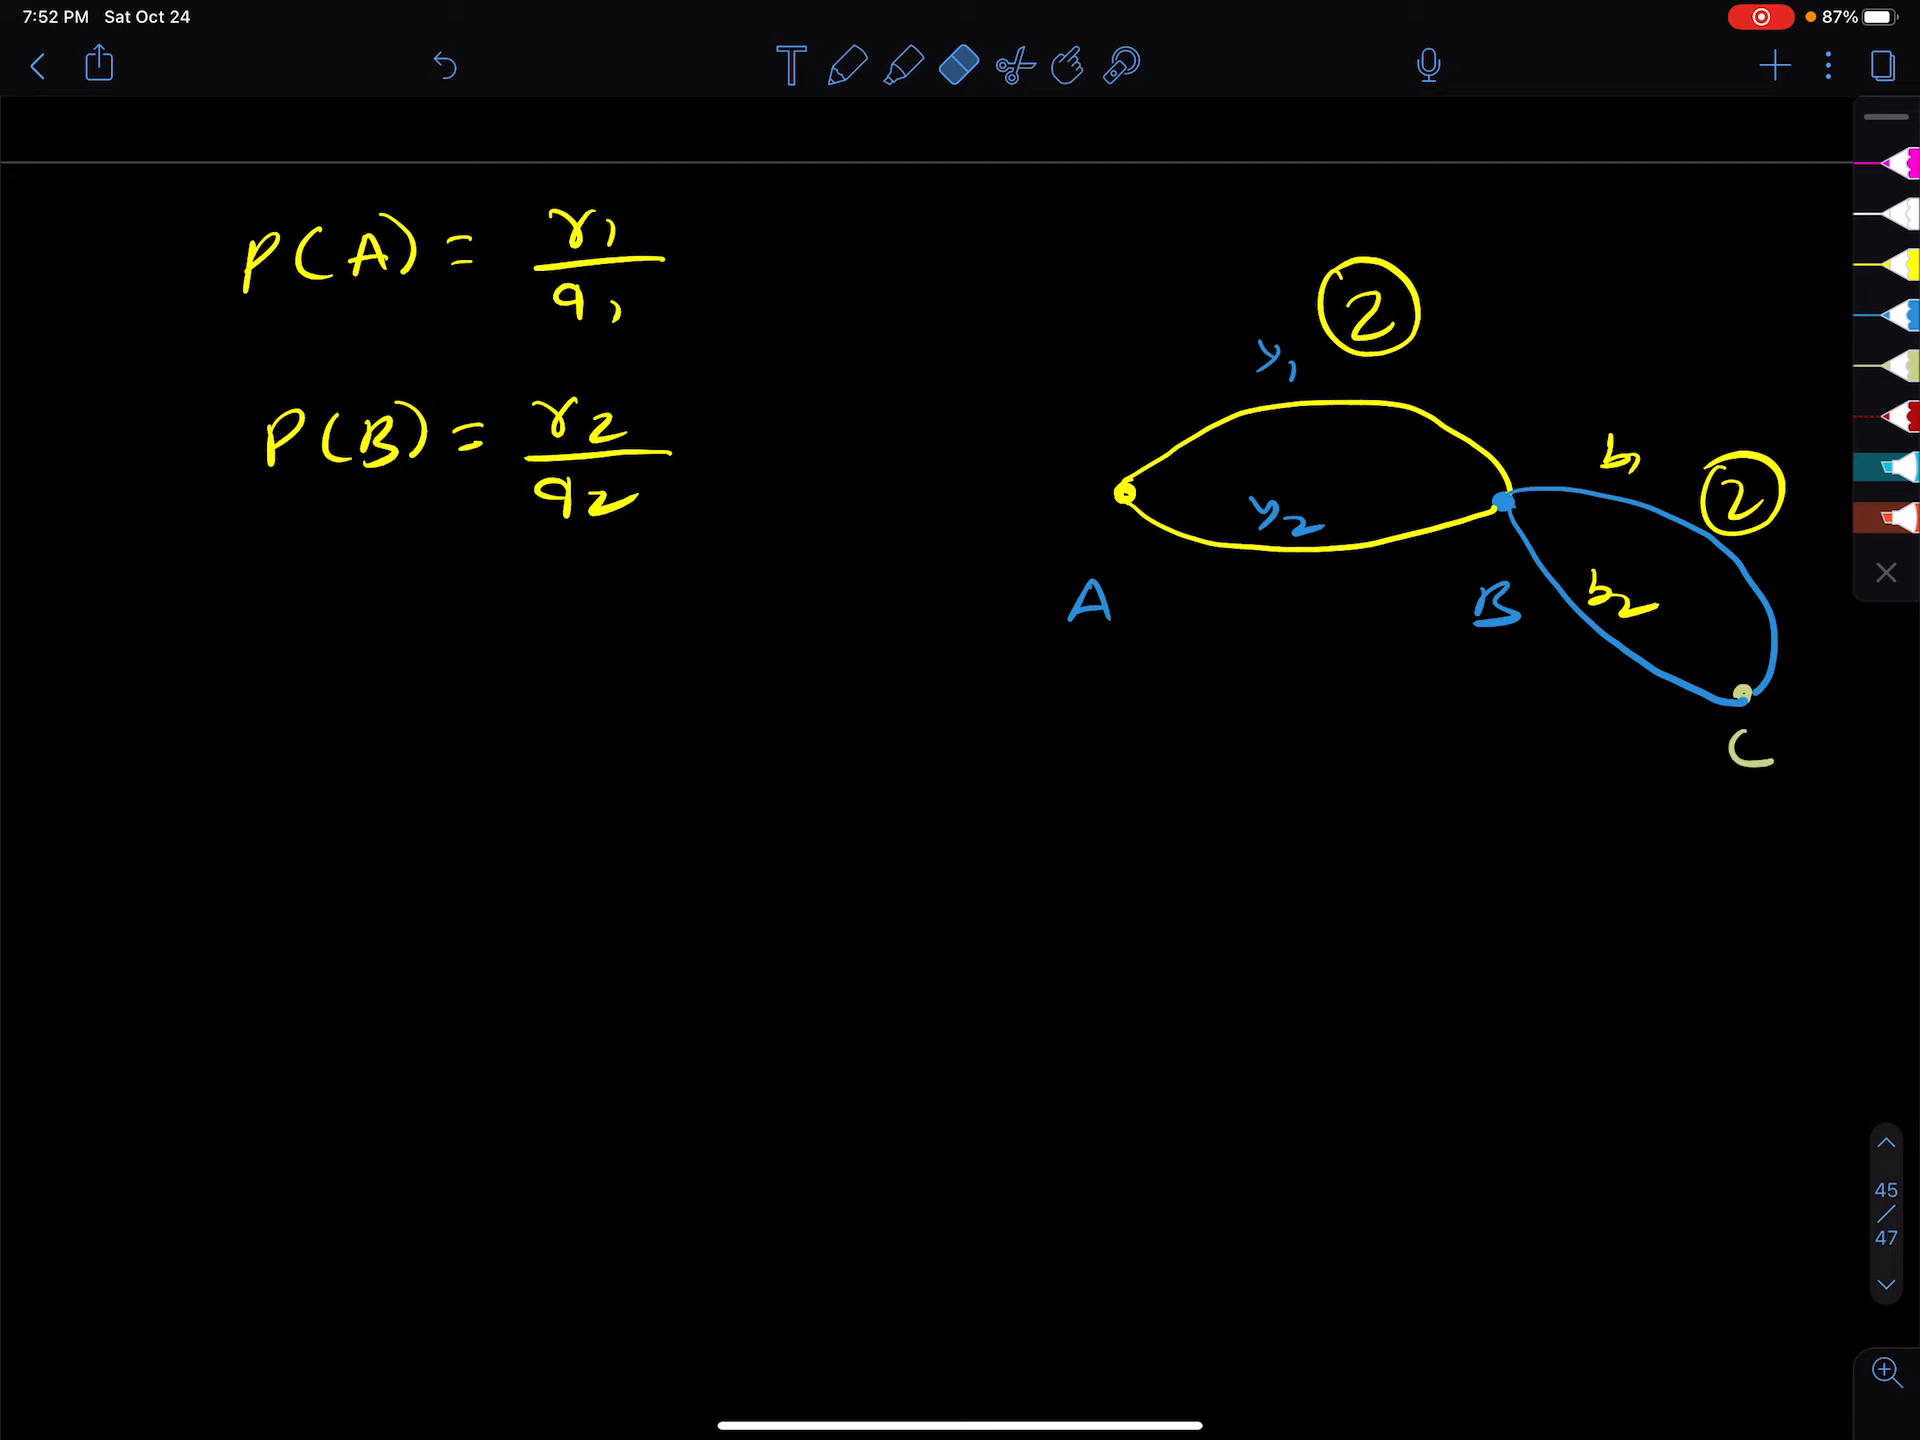 7:52 PM Sat Oct 24
87%
P(A) = r1/q1
P(B) = r2/q2
2
y1
y2
b1
2
b2
A
B
C
45
/
47